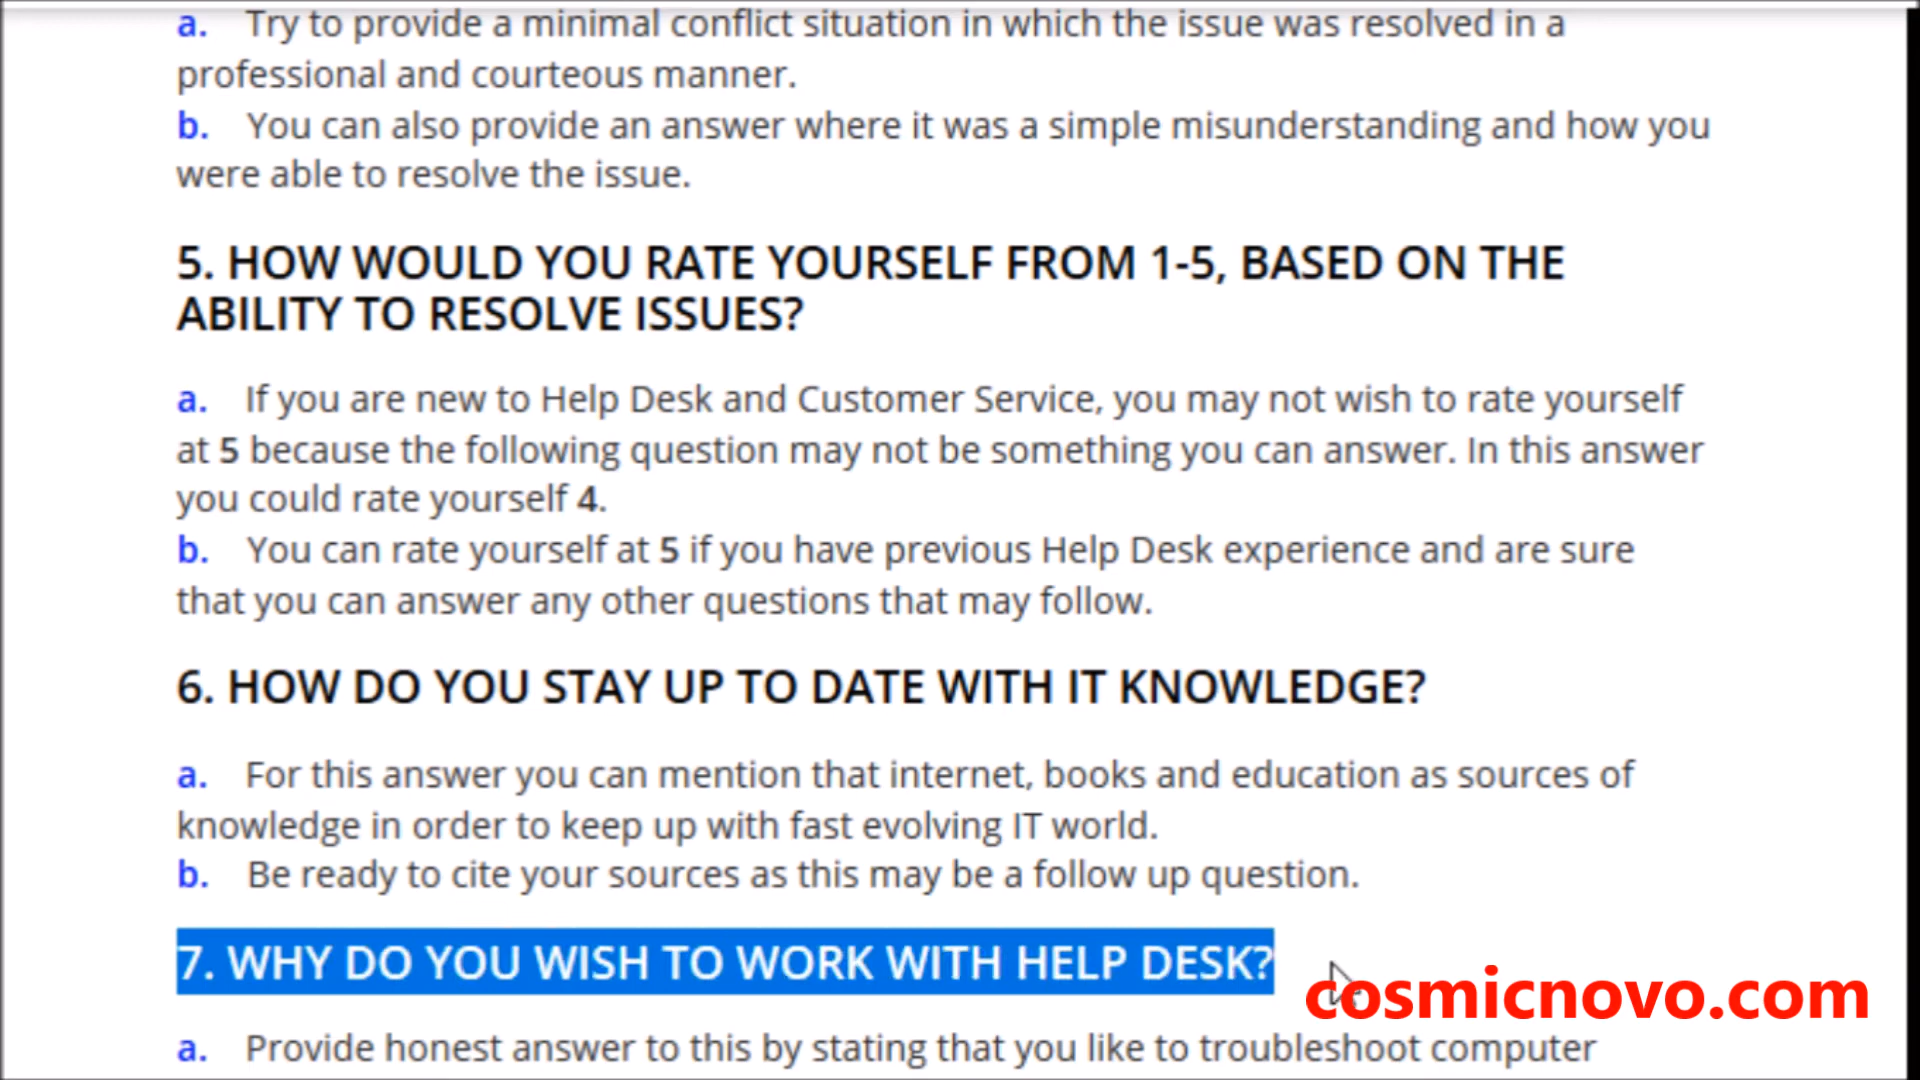 a. Try to provide a minimal conflict situation in which the issue was resolved in a
professional and courteous manner.
b. You can also provide an answer where it was a simple misunderstanding and how you
were able to resolve the issue.
5. HOW WOULD YOU RATE YOURSELF FROM 1-5, BASED ON THE
ABILITY TO RESOLVE ISSUES?
a. If you are new to Help Desk and Customer Service, you may not wish to rate yourself
at 5 because the following question may not be something you can answer. In this answer
you could rate yourself 4.
b. You can rate yourself at 5 if you have previous Help Desk experience and are sure
that you can answer any other questions that may follow.
6. HOW DO YOU STAY UP TO DATE WITH IT KNOWLEDGE?
a. For this answer you can mention that internet, books and education as sources of
knowledge in order to keep up with fast evolving IT world.
b. Be ready to cite your sources as this may be a follow up question.
7. WHY DO YOU WISH TO WORK WITH HELP DESK?
cosmicnovo.com
a. Provide honest answer to this by stating that you like to troubleshoot computer